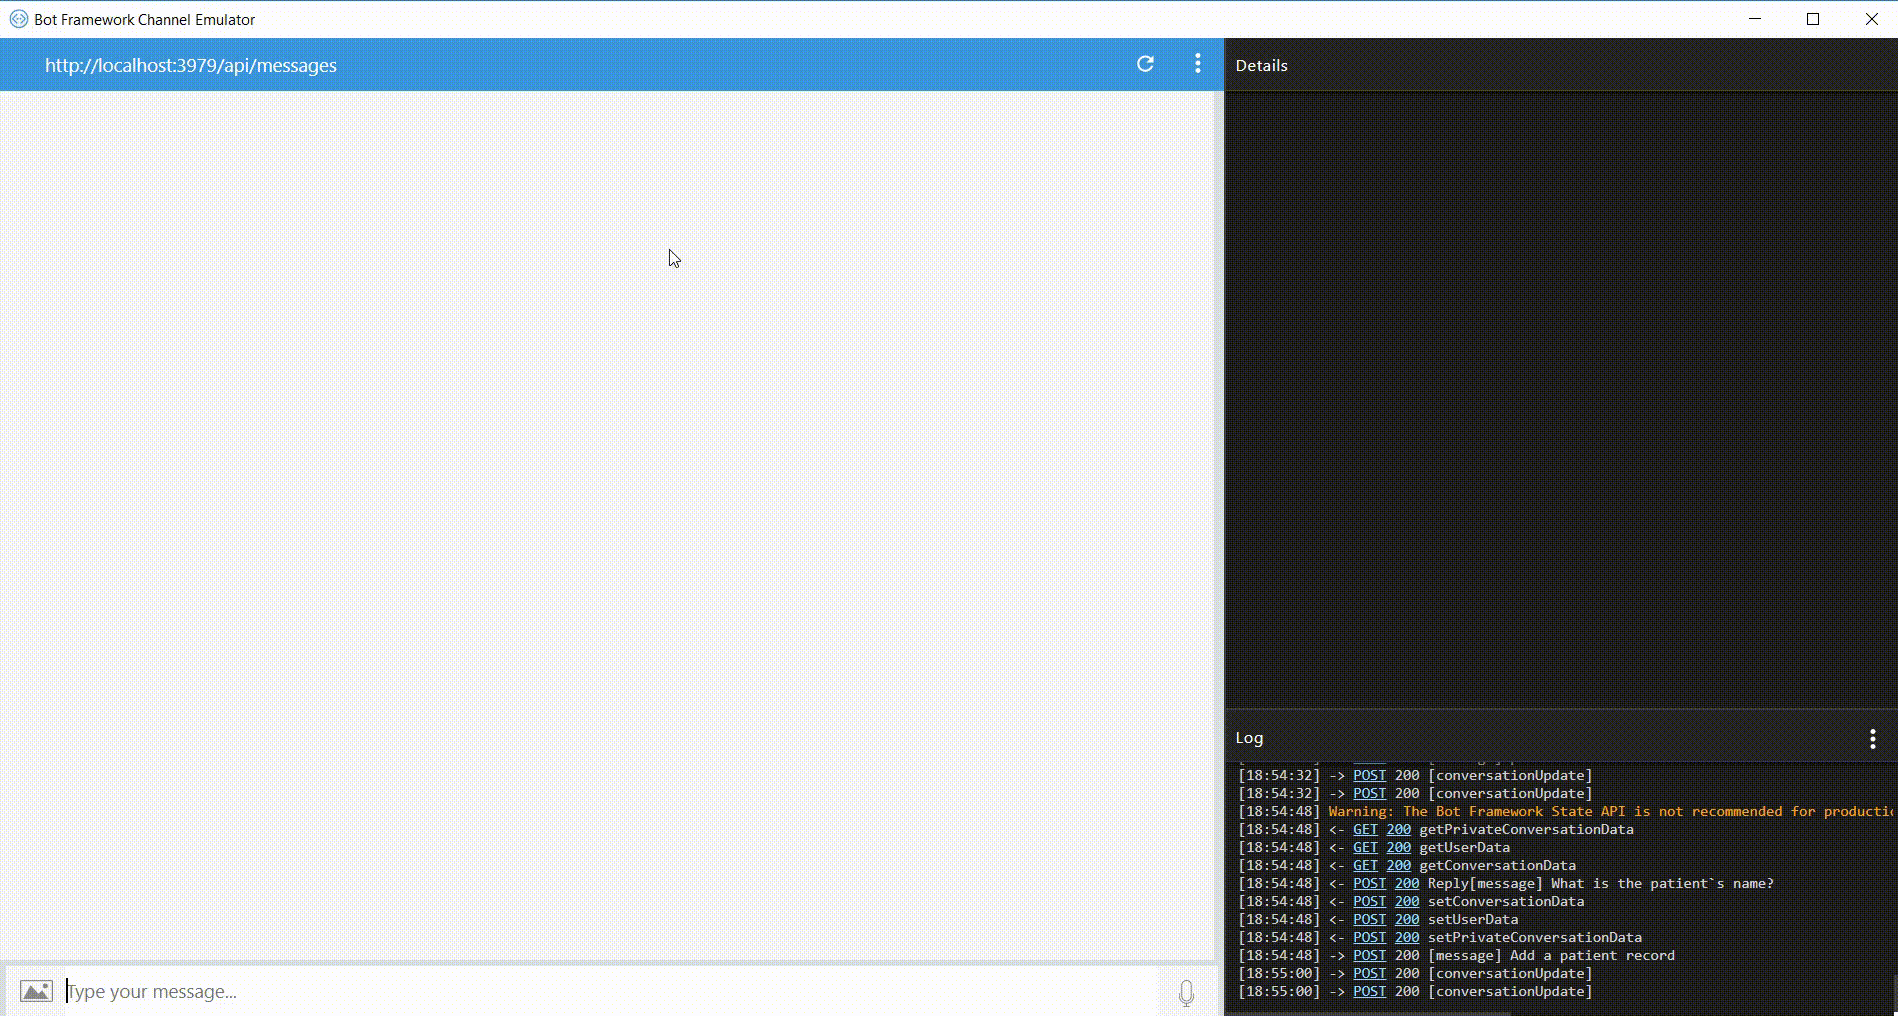 Bot Framework Channel Emulator
http://localhost:3979/api/messages
Details
Log
[18:54:32] -> POST 200 [conversationUpdate]
[18:54:32] -> POST 200 [conversationUpdate]
[18:54:48] Warning: The Bot Framework State API is not recommended for
[18:54:48] <- GET 200 getPrivateConversationData
[18:54:48] <- GET 200 getUserData
[18:54:48] <- GET 200 getConversationData
[18:54:48] <- POST 200 Reply[message] What is the patient`s name?
[18:54:48] <- POST 200 setConversationData
[18:54:48] <- POST 200 setUserData
[18:54:48] <- POST 200 setPrivateConversationData
[18:54:48] -> POST 200 [message] Add a patient record
[18:55:00] -> POST 200 [conversationUpdate]
[18:55:00] -> POST 200 [conversationUpdate]
Type your message...